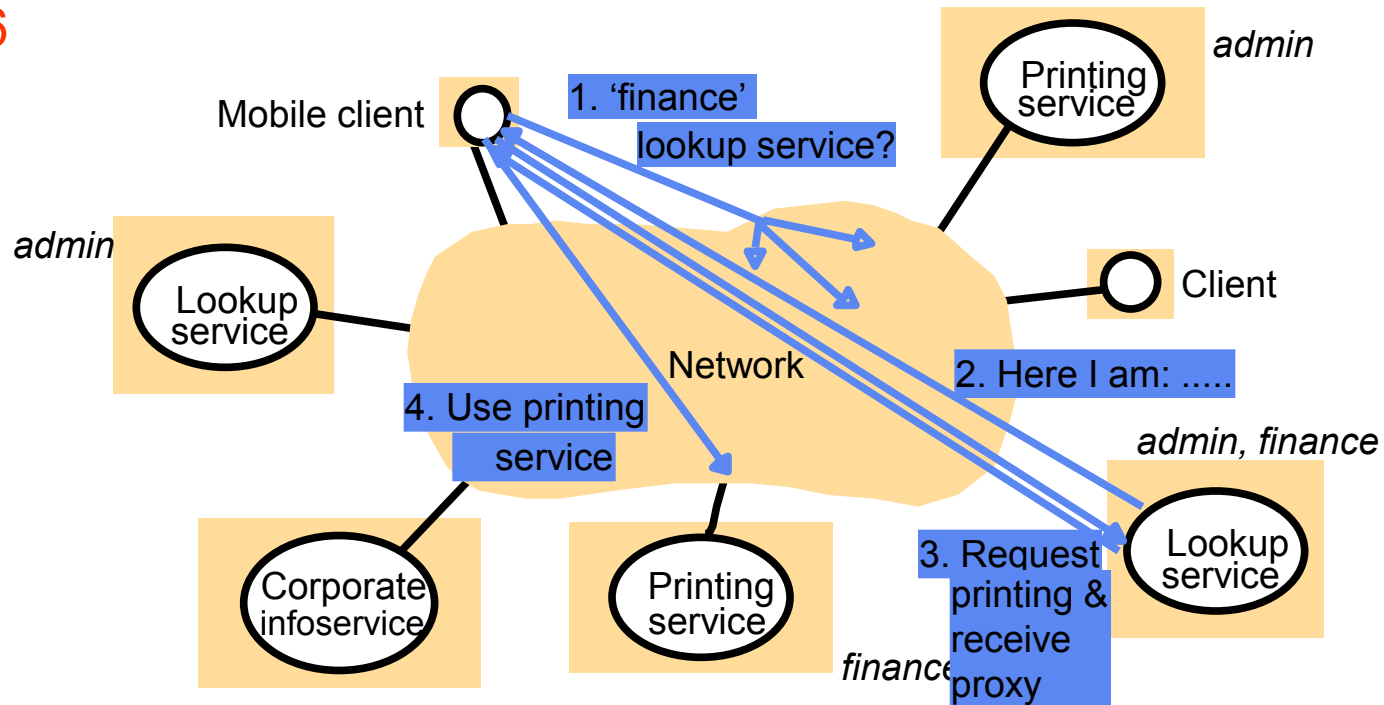 6
admin
Printing
service
Mobile client
1. ‘finance’
lookup service?
admin
Lookup
service
Client
Network
2. Here I am: .....
4. Use printing
service
admin, finance
Corporate
infoservice
Printing
service
finance
3. Request
printing &
receive
proxy
Lookup
service